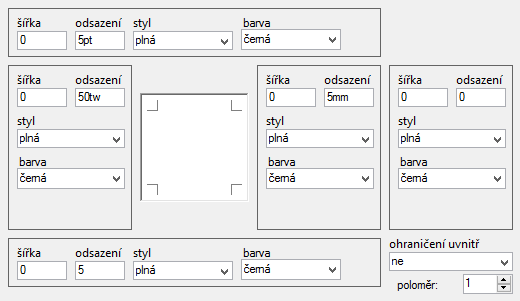 šířka odsazení styl barva
0 5pt plná černá
šířka odsazení
0 50tw
styl
plná
barva
černá
šířka odsazení
0 5mm
styl
plná
barva
černá
šířka odsazení
0 0
styl
plná
barva
černá
šířka odsazení styl barva
0 5 plná černá
ohraničení uvnitř
ne
poloměr: 1